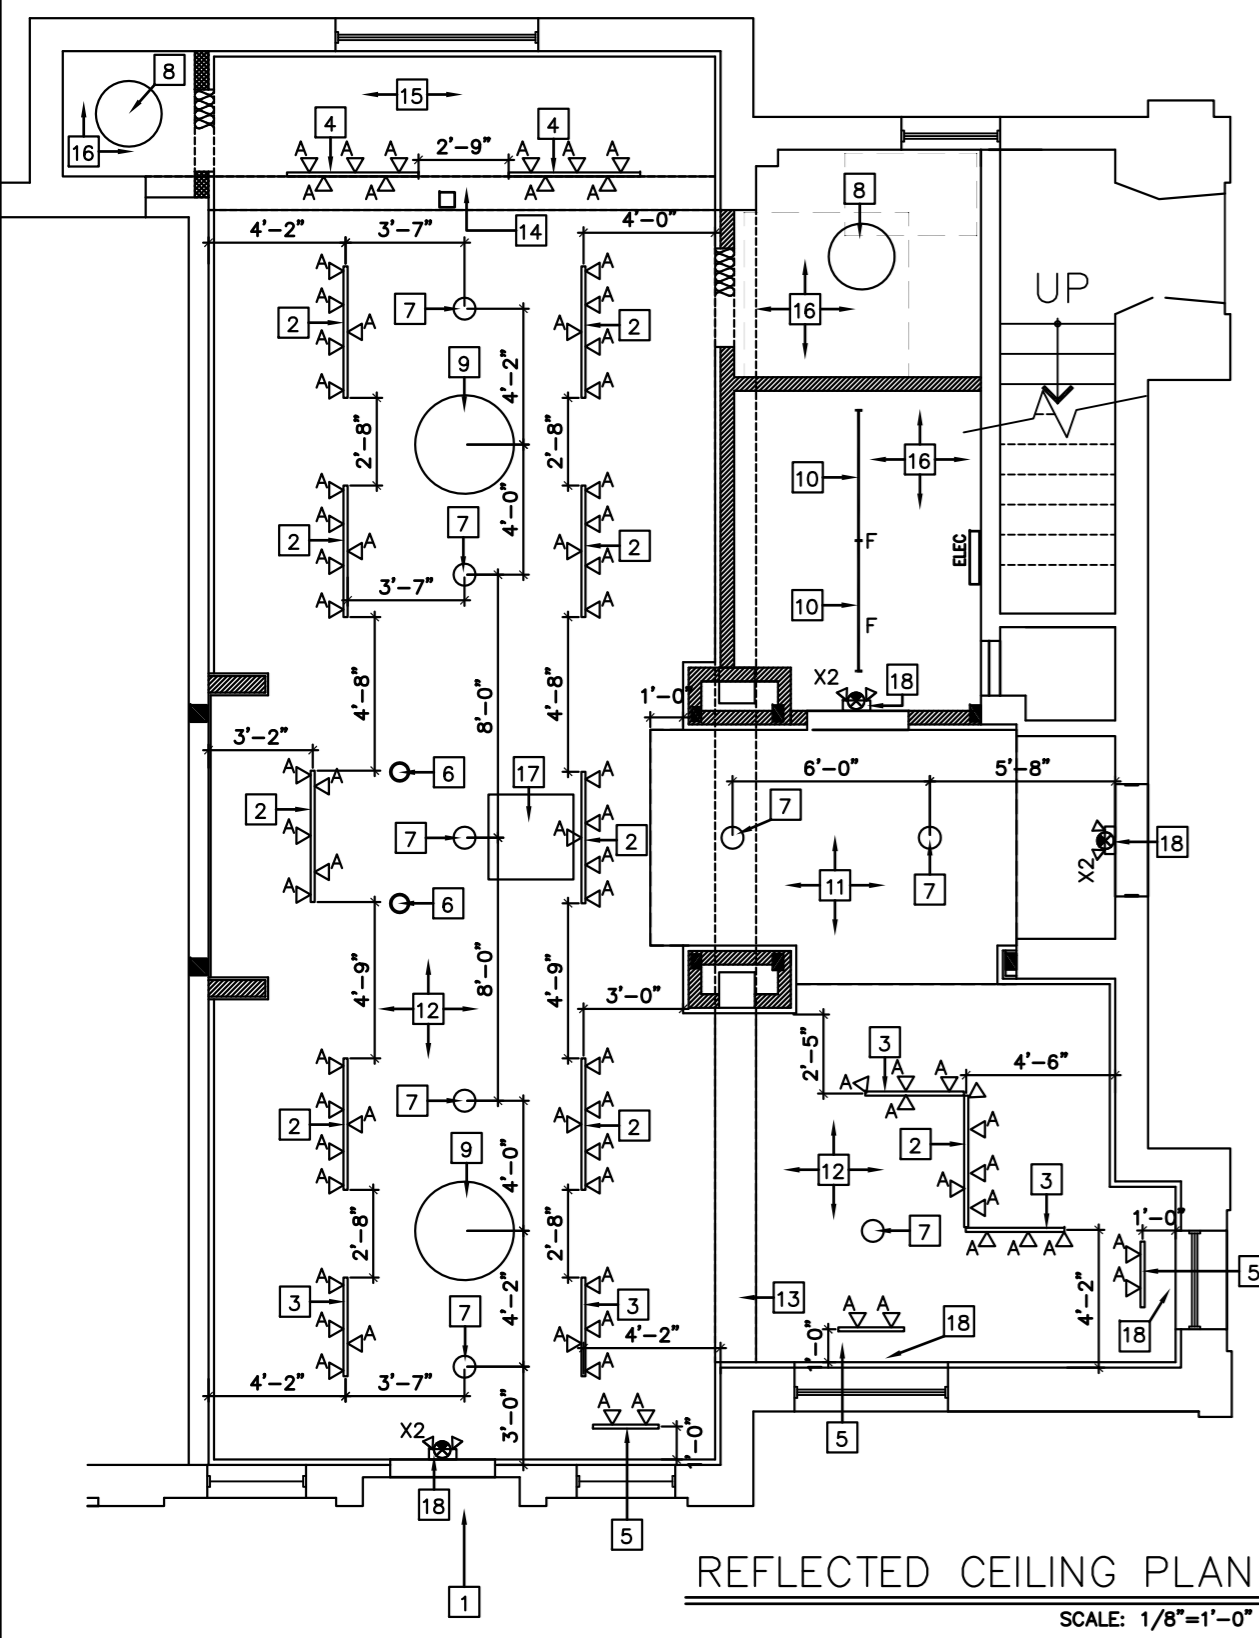 8
15
4
4
16
A A A
2'-9"
A A A
A A
A A
8
14
4'-2"
3'-7"
4'-0"
UP
A
A
A
A
A
2
7
A
A
A
A
A
2
16
9
4'-2"
2'-8"
2'-8"
16
10
4'-0"
A
A
A
A
A
2
7
A
A
A
A
A
2
F
ELEC
3'-7"
10
F
4'-8"
8'-0"
4'-8"
1'-0"
X2
18
3'-2"
6'-0"
5'-8"
A
A
A
A
A
2
6
17
7
A
A
A
A
A
2
7
7
11
X2
18
6
4'-9"
8'-0"
4'-9"
12
3'-0"
2'-5"
3
4'-6"
A
A
A
A
A
2
7
A
A
A
A
A
2
A
A
A
A
2
A
A
A
A
12
9
4'-0"
2'-8"
2'-8"
3
A
A
A
7
1'-0"
A
A
5
A
A
A
A
3
A
A
A
A
A
3
4'-2"
13
4'-2"
A A
18
18
7
4'-2"
1'-0"
4'-2"
3'-7"
3'-0"
A A
1'-0"
5
X2
18
5
1
REFLECTED CEILING PLAN
SCALE: 1/8"=1'-0"